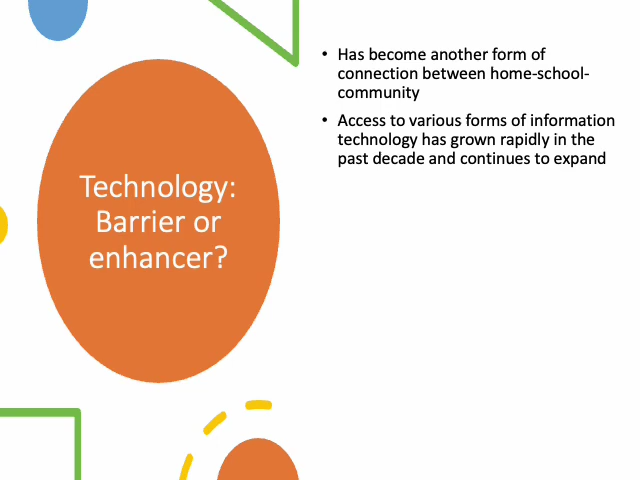 Technology:
Barrier or
enhancer?
• Has become another form of
connection between home-school-
community
• Access to various forms of information
technology has grown rapidly in the
past decade and continues to expand